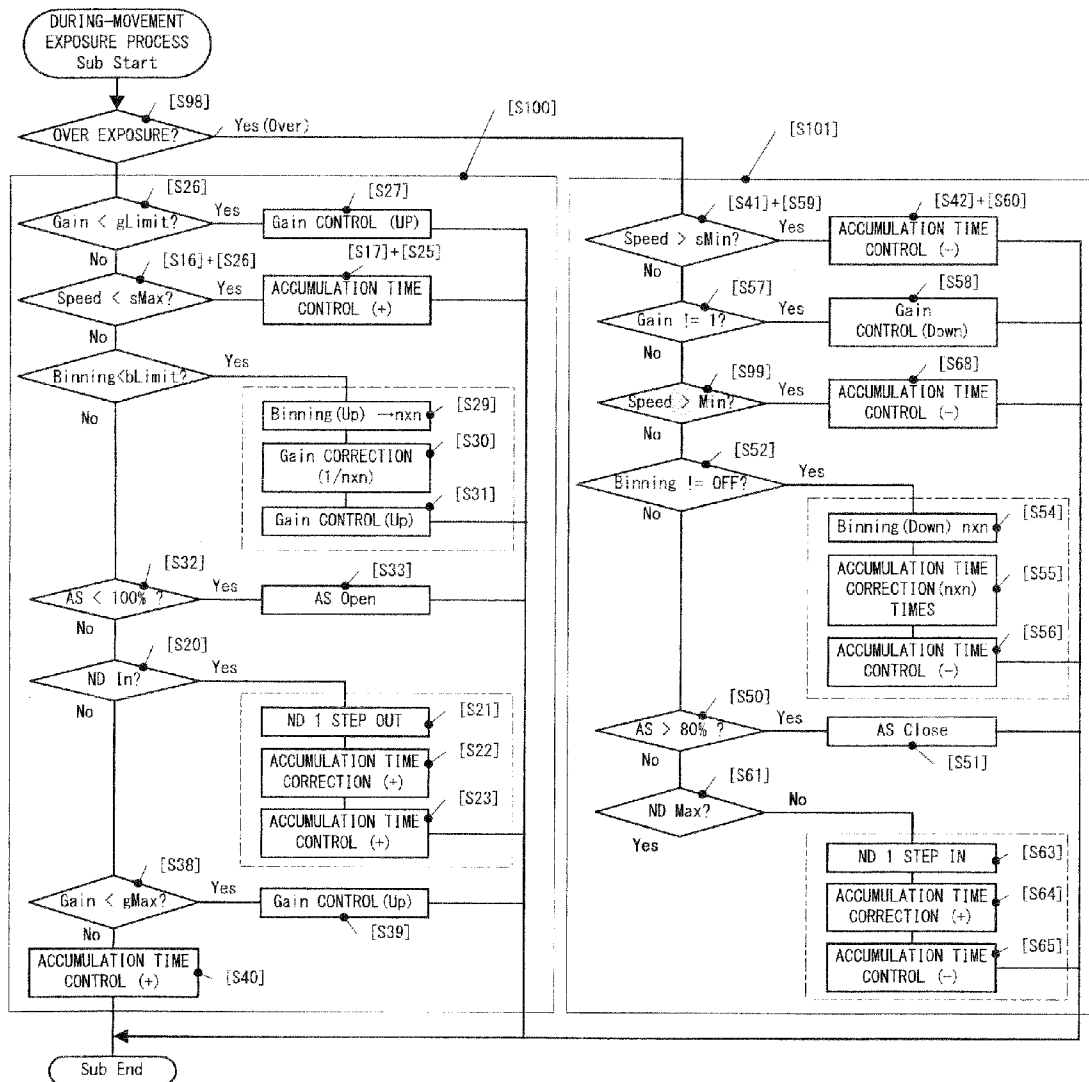 DURING-MOVEMENT
EXPOSURE PROCESS
Sub Start
[S98]
OVER EXPOSURE?
Yes(Over)
[S100]
[S26]
Gain < gLimit?
Yes
No
[S27]
Gain CONTROL (UP)
[S16]+[S26]
Speed < sMax?
Yes
No
[S17]+[S25]
ACCUMULATION TIME
CONTROL (+)
Binning<bLimit?
Yes
No
Binning(Up) →nxn
[S29]
Gain CORRECTION
(1/nxn)
[S30]
Gain CONTROL(Up)
[S31]
[S32]
AS < 100% ?
Yes
No
[S33]
AS Open
[S20]
ND In?
Yes
No
ND 1 STEP OUT
[S21]
ACCUMULATION TIME
CORRECTION (+)
[S22]
ACCUMULATION TIME
CONTROL (+)
[S23]
[S38]
Gain < gMax?
Yes
No
Gain CONTROL(Up)
[S39]
ACCUMULATION TIME
CONTROL (+)
[S40]
Sub End
[S101]
[S41]+[S59]
Speed > sMin?
Yes
No
[S42]+[S60]
ACCUMULATION TIME
CONTROL (-)
[S57]
Gain != 1?
Yes
No
[S58]
Gain
CONTROL(Down)
[S99]
Speed > Min?
Yes
No
[S68]
ACCUMULATION TIME
CONTROL (-)
[S52]
Binning != OFF?
Yes
No
Binning(Down) nxn
[S54]
ACCUMULATION TIME
CORRECTION(nxn)
TIMES
[S55]
ACCUMULATION TIME
CONTROL (-)
[S56]
[S50]
AS > 80% ?
Yes
No
AS Close
[S51]
[S61]
ND Max?
No
Yes
ND 1 STEP IN
[S63]
ACCUMULATION TIME
CORRECTION (+)
[S64]
ACCUMULATION TIME
CONTROL (-)
[S65]